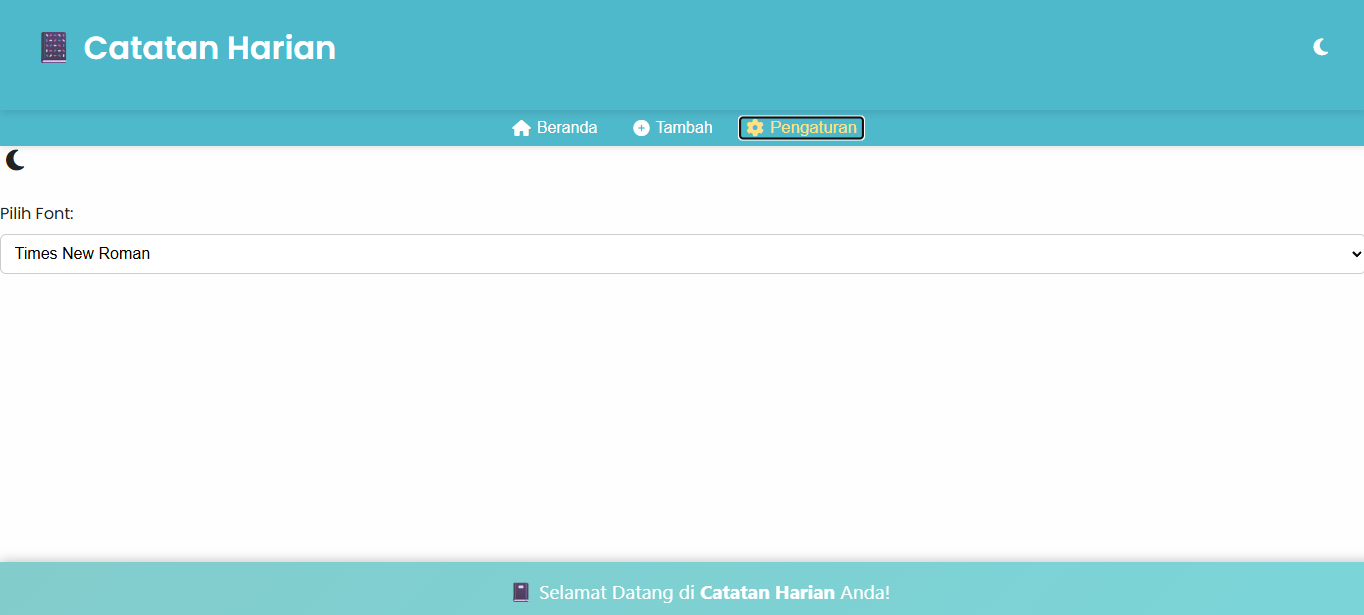 Catatan Harian
Beranda Tambah Pengaturan
Pilih Font:
Times New Roman
Selamat Datang di Catatan Harian Anda!